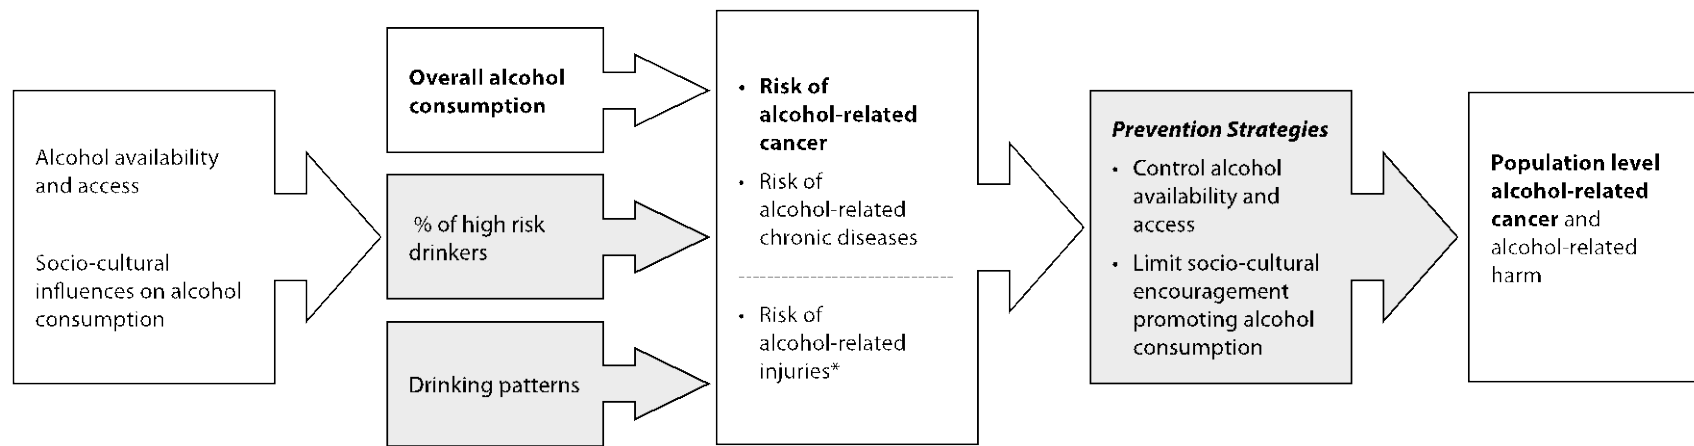 Alcohol availability
and access
Socio-cultural
influences on alcohol
consumption
Overall alcohol
consumption
% of high risk
drinkers
Drinking patterns
• Risk of
alcohol-related
cancer
• Risk of
alcohol-related
chronic diseases
• Risk of
alcohol-related
injuries*
Prevention Strategies
• Control alcohol
availability and
access
• Limit socio-cultural
encouragement
promoting alcohol
consumption
Population level
alcohol-related
cancer and
alcohol-related
harm